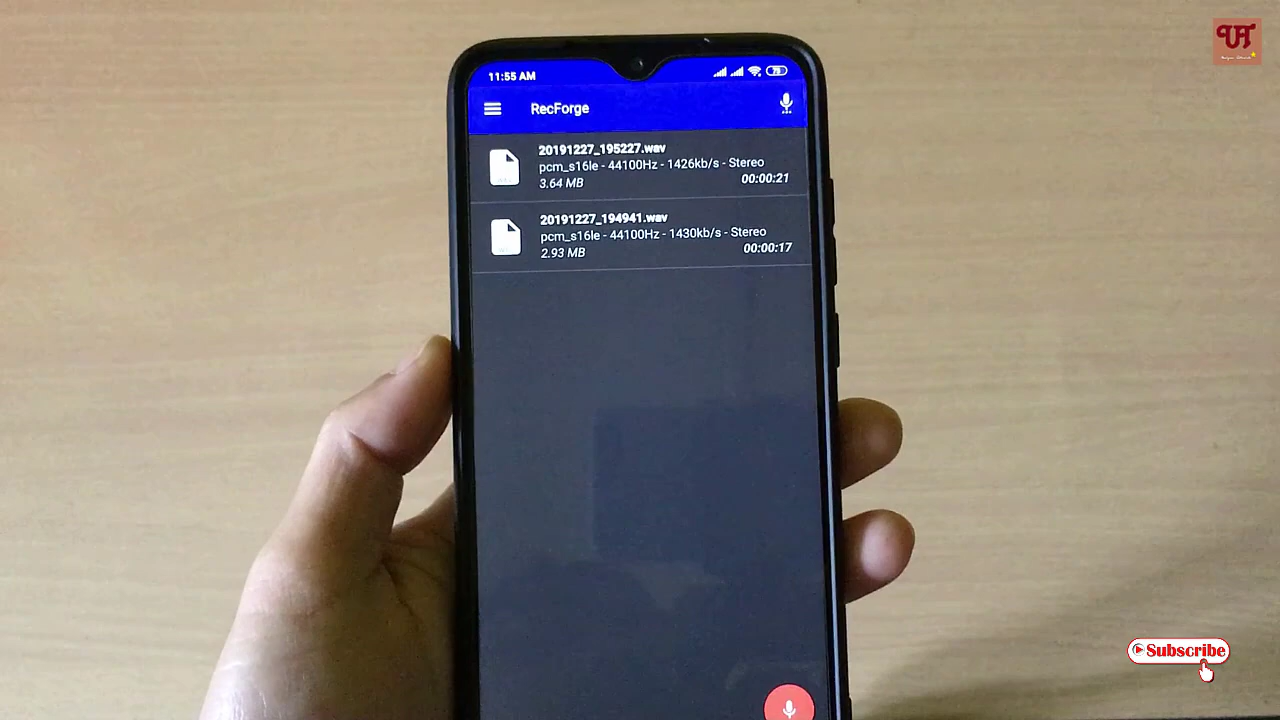 11:55 AM
79
RecForge
20191227_195227.wav
pcm_s16le - 44100Hz - 1426kb/s - Stereo
3.64 MB
00:00:21
20191227_194941.wav
pcm_s16le - 44100Hz - 1430kb/s - Stereo
2.93 MB
00:00:17
Subscribe